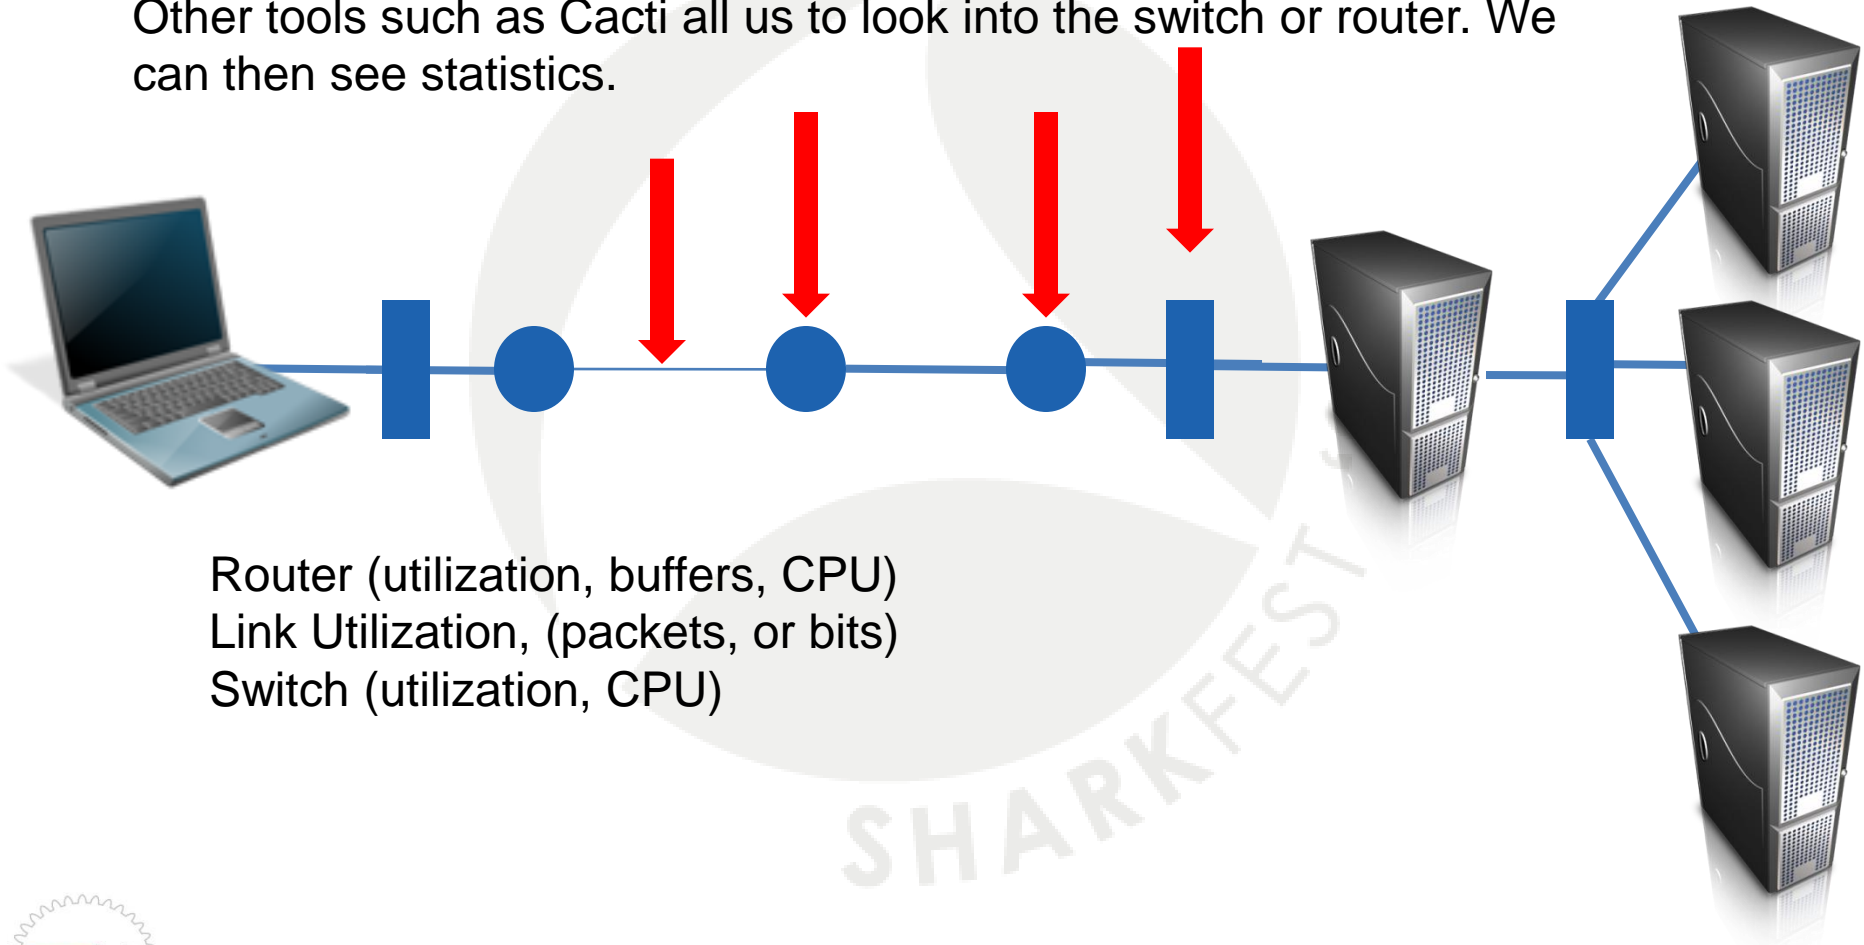 Other tools such as Cacti all us to look into the switch or router. We
can then see statistics.
Router (utilization, buffers, CPU)
Link Utilization, (packets, or bits)
Switch (utilization, CPU)
SHARKFEST